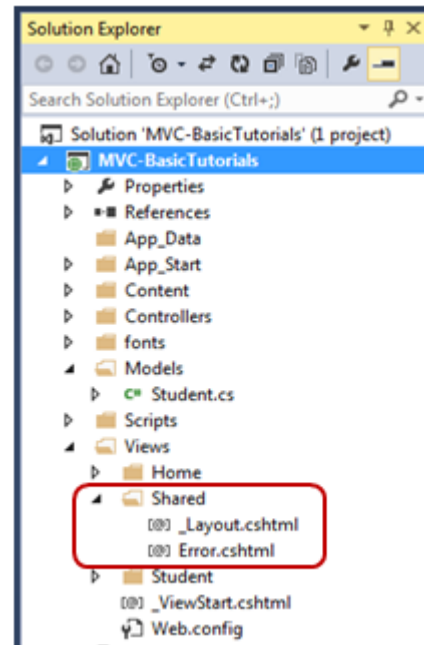 Solution Explorer
Search Solution Explorer (Ctrl+;)
Solution 'MVC-BasicTutorials' (1 project)
MVC-BasicTutorials
Properties
References
App_Data
App_Start
Content
Controllers
fonts
Models
C# Student.cs
Scripts
Views
Home
Shared
[@] _Layout.cshtml
[@] Error.cshtml
Student
[@] _ViewStart.cshtml
Web.config